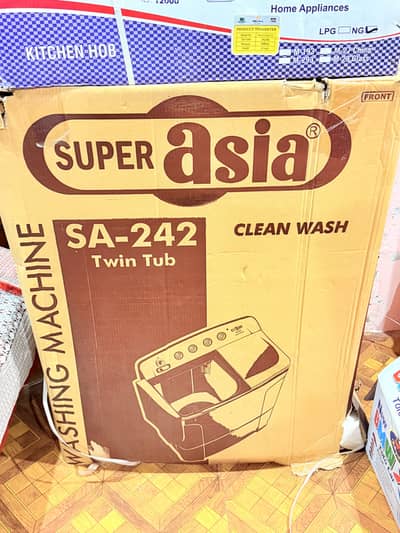 Home Appliances
LPG NG
KITCHEN HOB
FRONT
SUPER asia®
SA-242
Twin Tub
CLEAN WASH
WASHING MACHINE